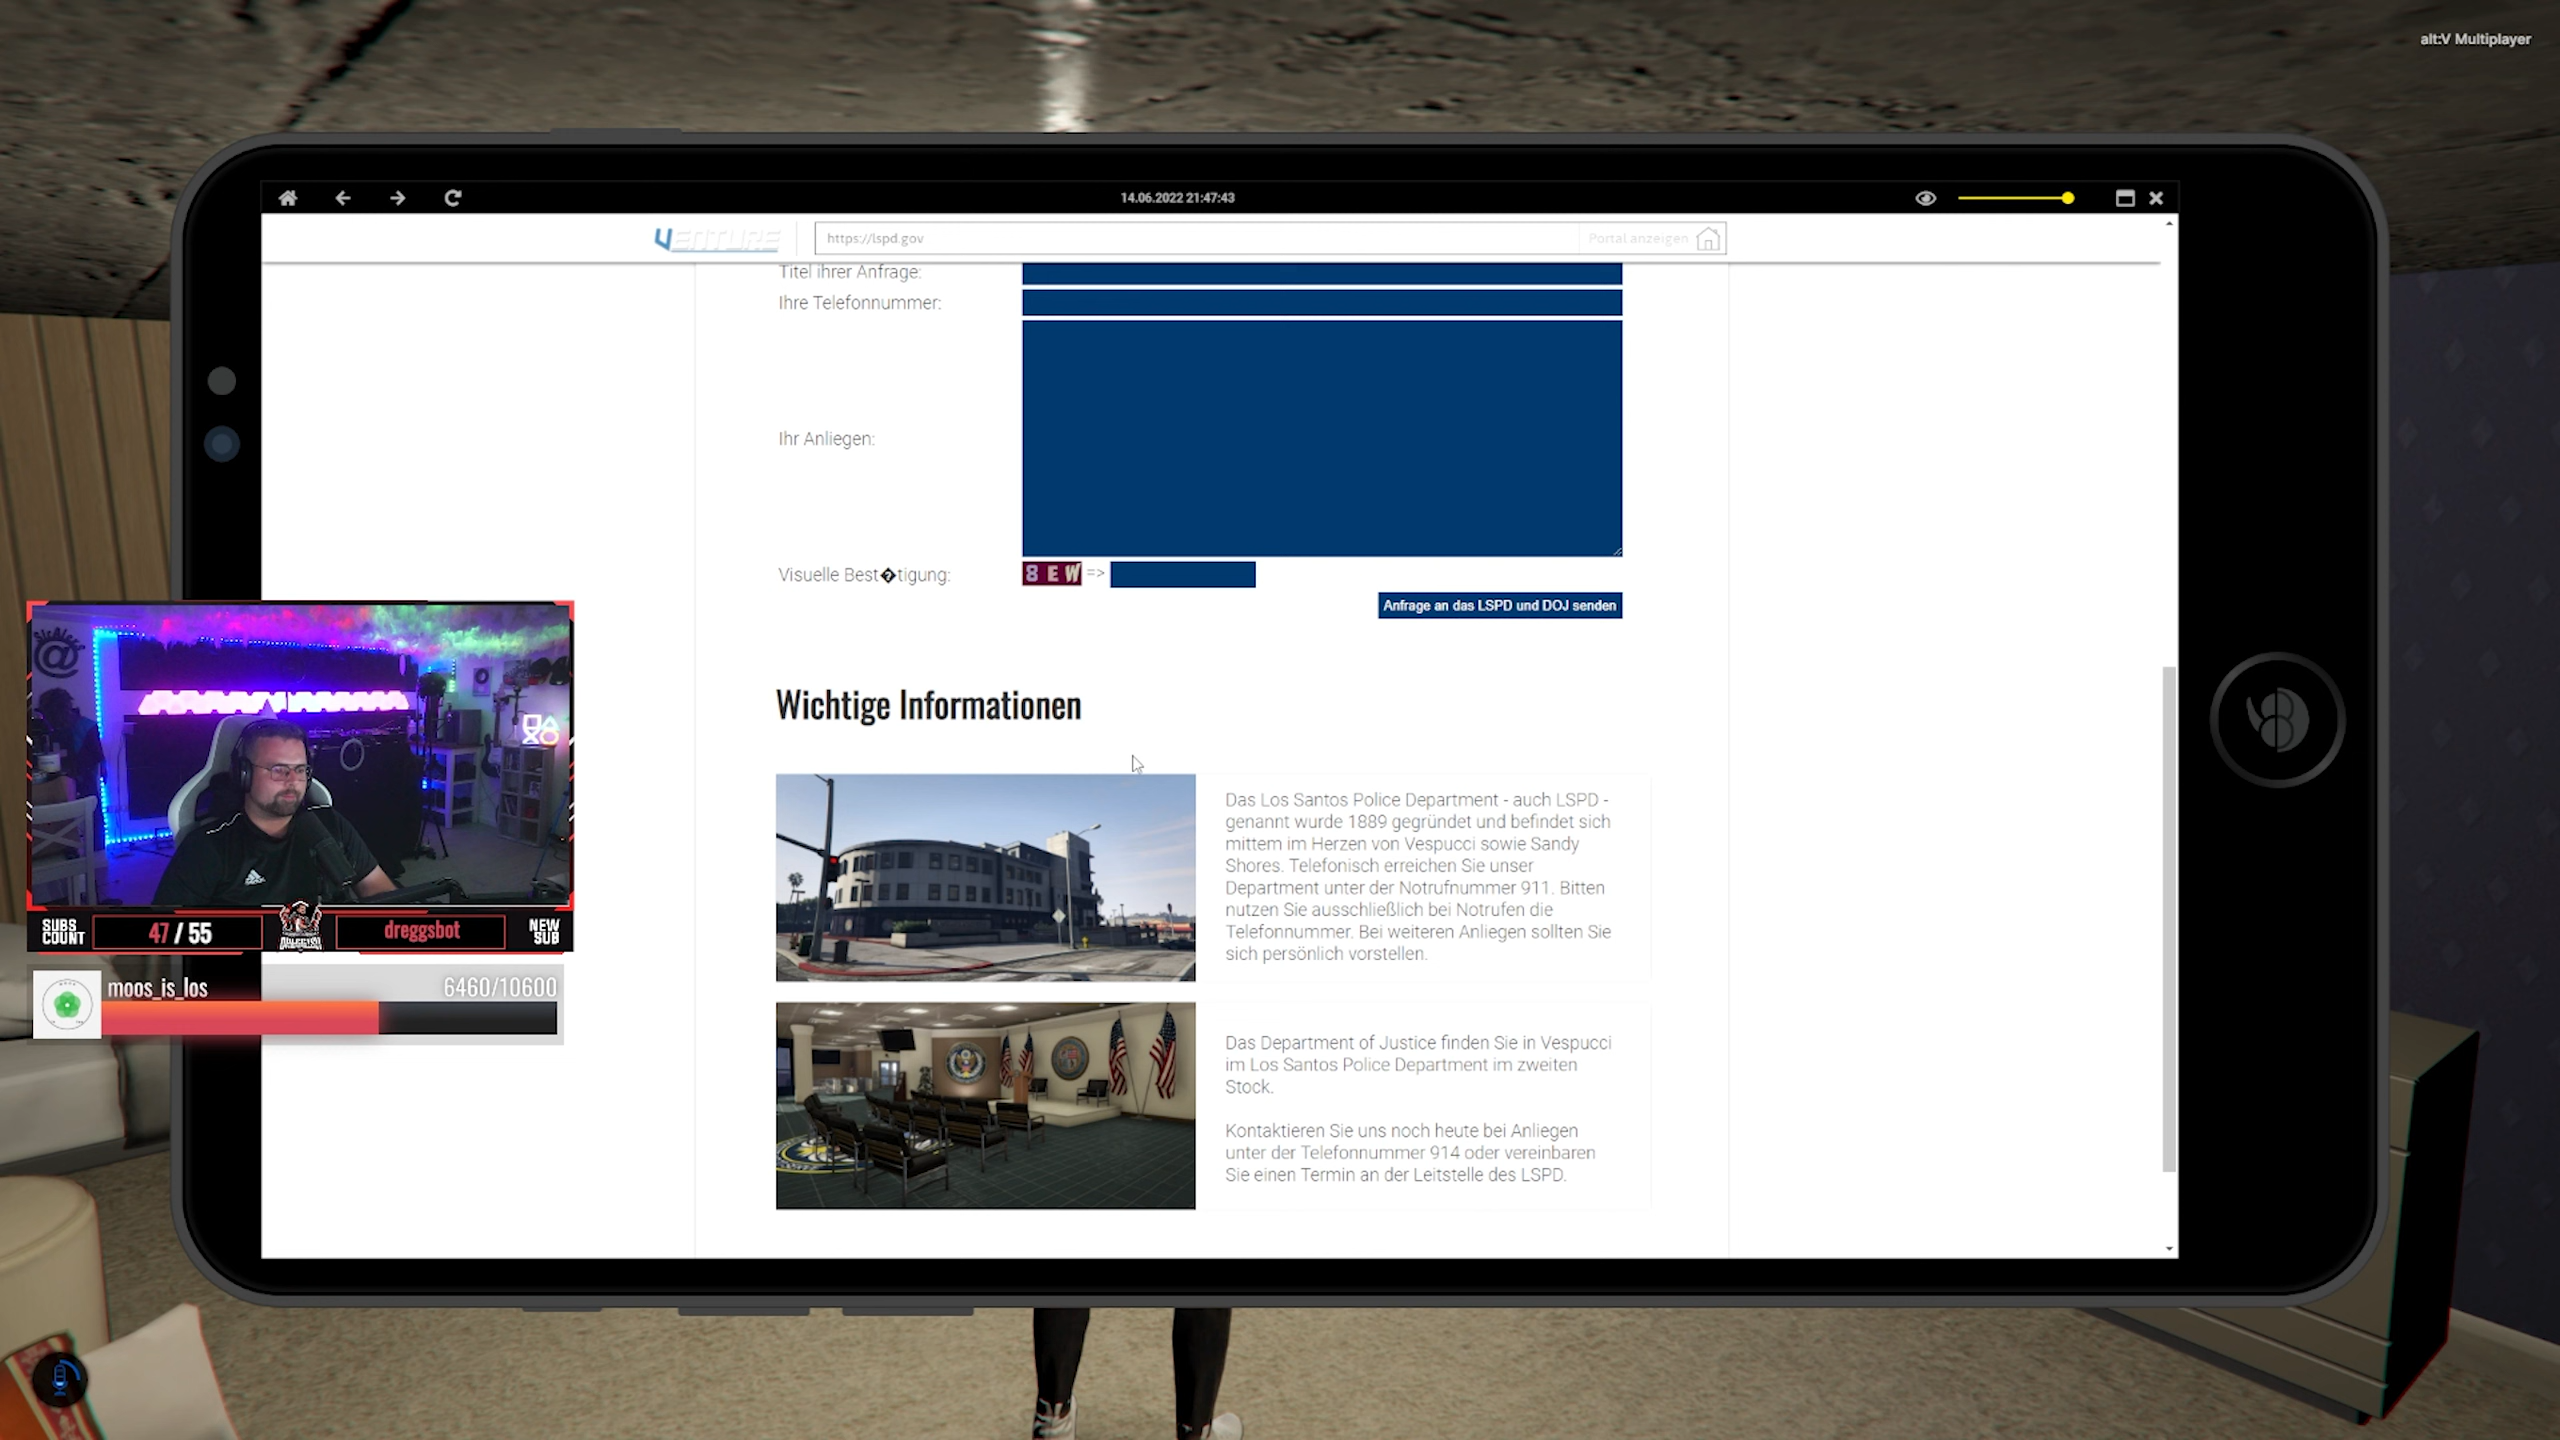 alt:V Multiplayer
14.06.2022 21:47:43
VENTURE
https://lspd.gov
Portal anzeigen
Titel ihrer Anfrage:
Ihre Telefonnummer:
Ihr Anliegen:
Visuelle Best�tigung:
8 E W =>
Anfrage an das LSPD und DOJ senden
Wichtige Informationen
Das Los Santos Police Department - auch LSPD -
genannt wurde 1889 gegründet und befindet sich
mittem im Herzen von Vespucci sowie Sandy
Shores. Telefonisch erreichen Sie unser
Department unter der Notrufnummer 911. Bitten
nutzen Sie ausschließlich bei Notrufen die
Telefonnummer. Bei weiteren Anliegen sollten Sie
sich persönlich vorstellen.
Das Department of Justice finden Sie in Vespucci
im Los Santos Police Department im zweiten
Stock.
Kontaktieren Sie uns noch heute bei Anliegen
unter der Telefonnummer 914 oder vereinbaren
Sie einen Termin an der Leitstelle des LSPD.
SUBS
COUNT
47 / 55
dreggsbot
NEW
SUB
moos_is_los
6460/10600